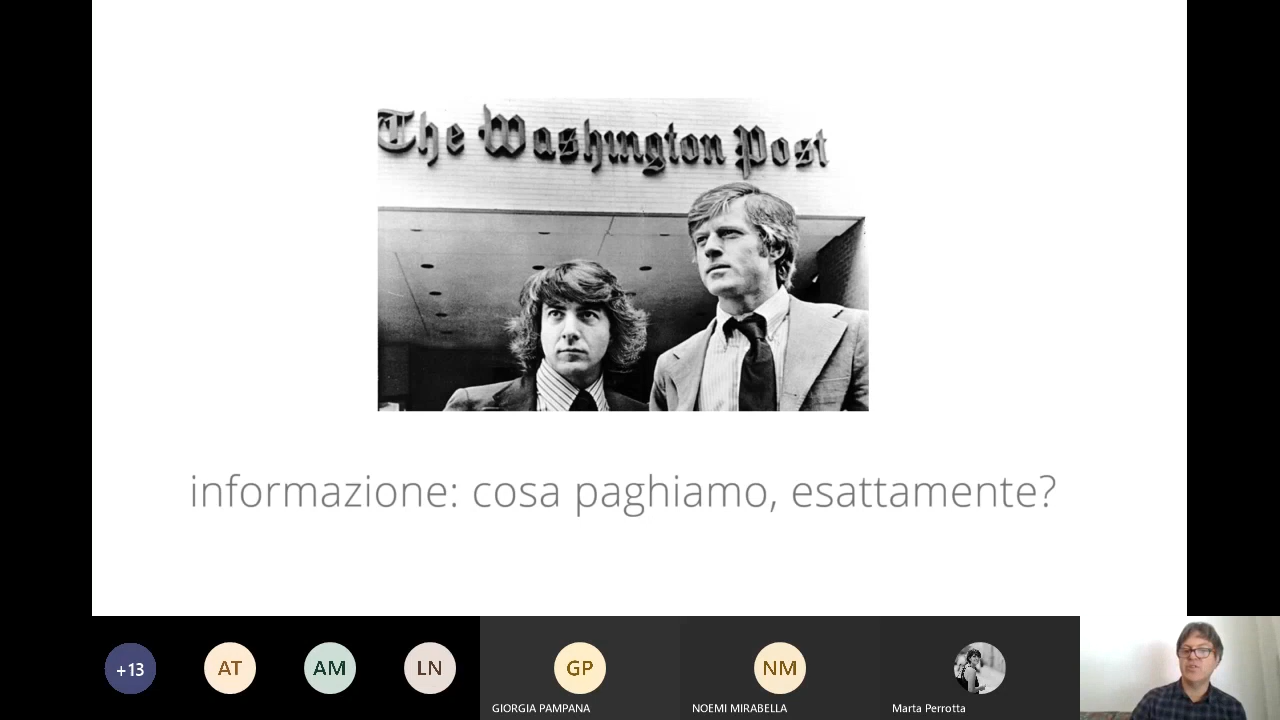 The Washington Post
informazione: cosa paghiamo, esattamente?
+13
AT
AM
LN
GP
NM
GIORGIA PAMPANA
NOEMI MIRABELLA
Marta Perrotta